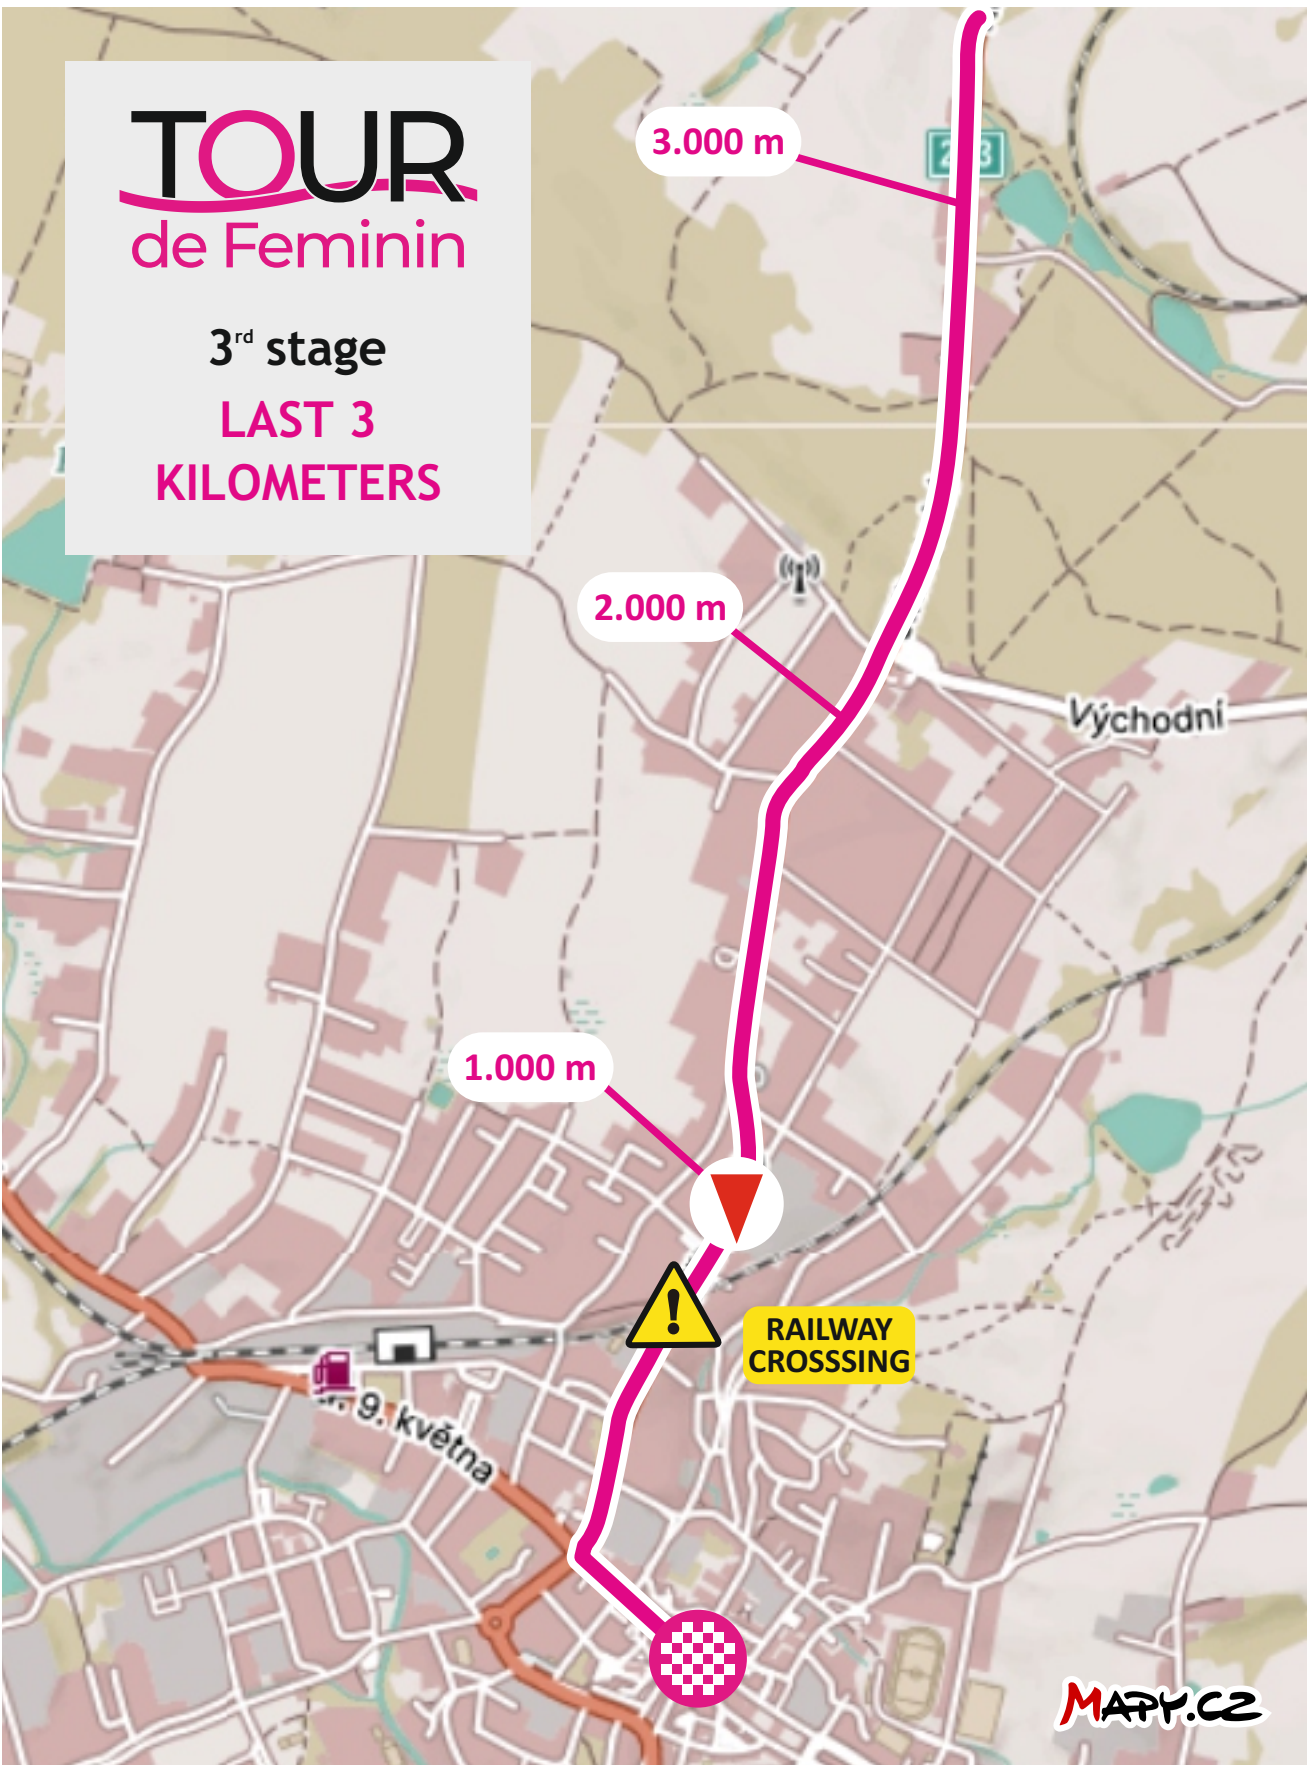 TOUR
de Feminin
3rd stage
LAST 3
KILOMETERS
3.000 m
2.000 m
Východní
1.000 m
RAILWAY
CROSSSING
9. května
MAPY.CZ